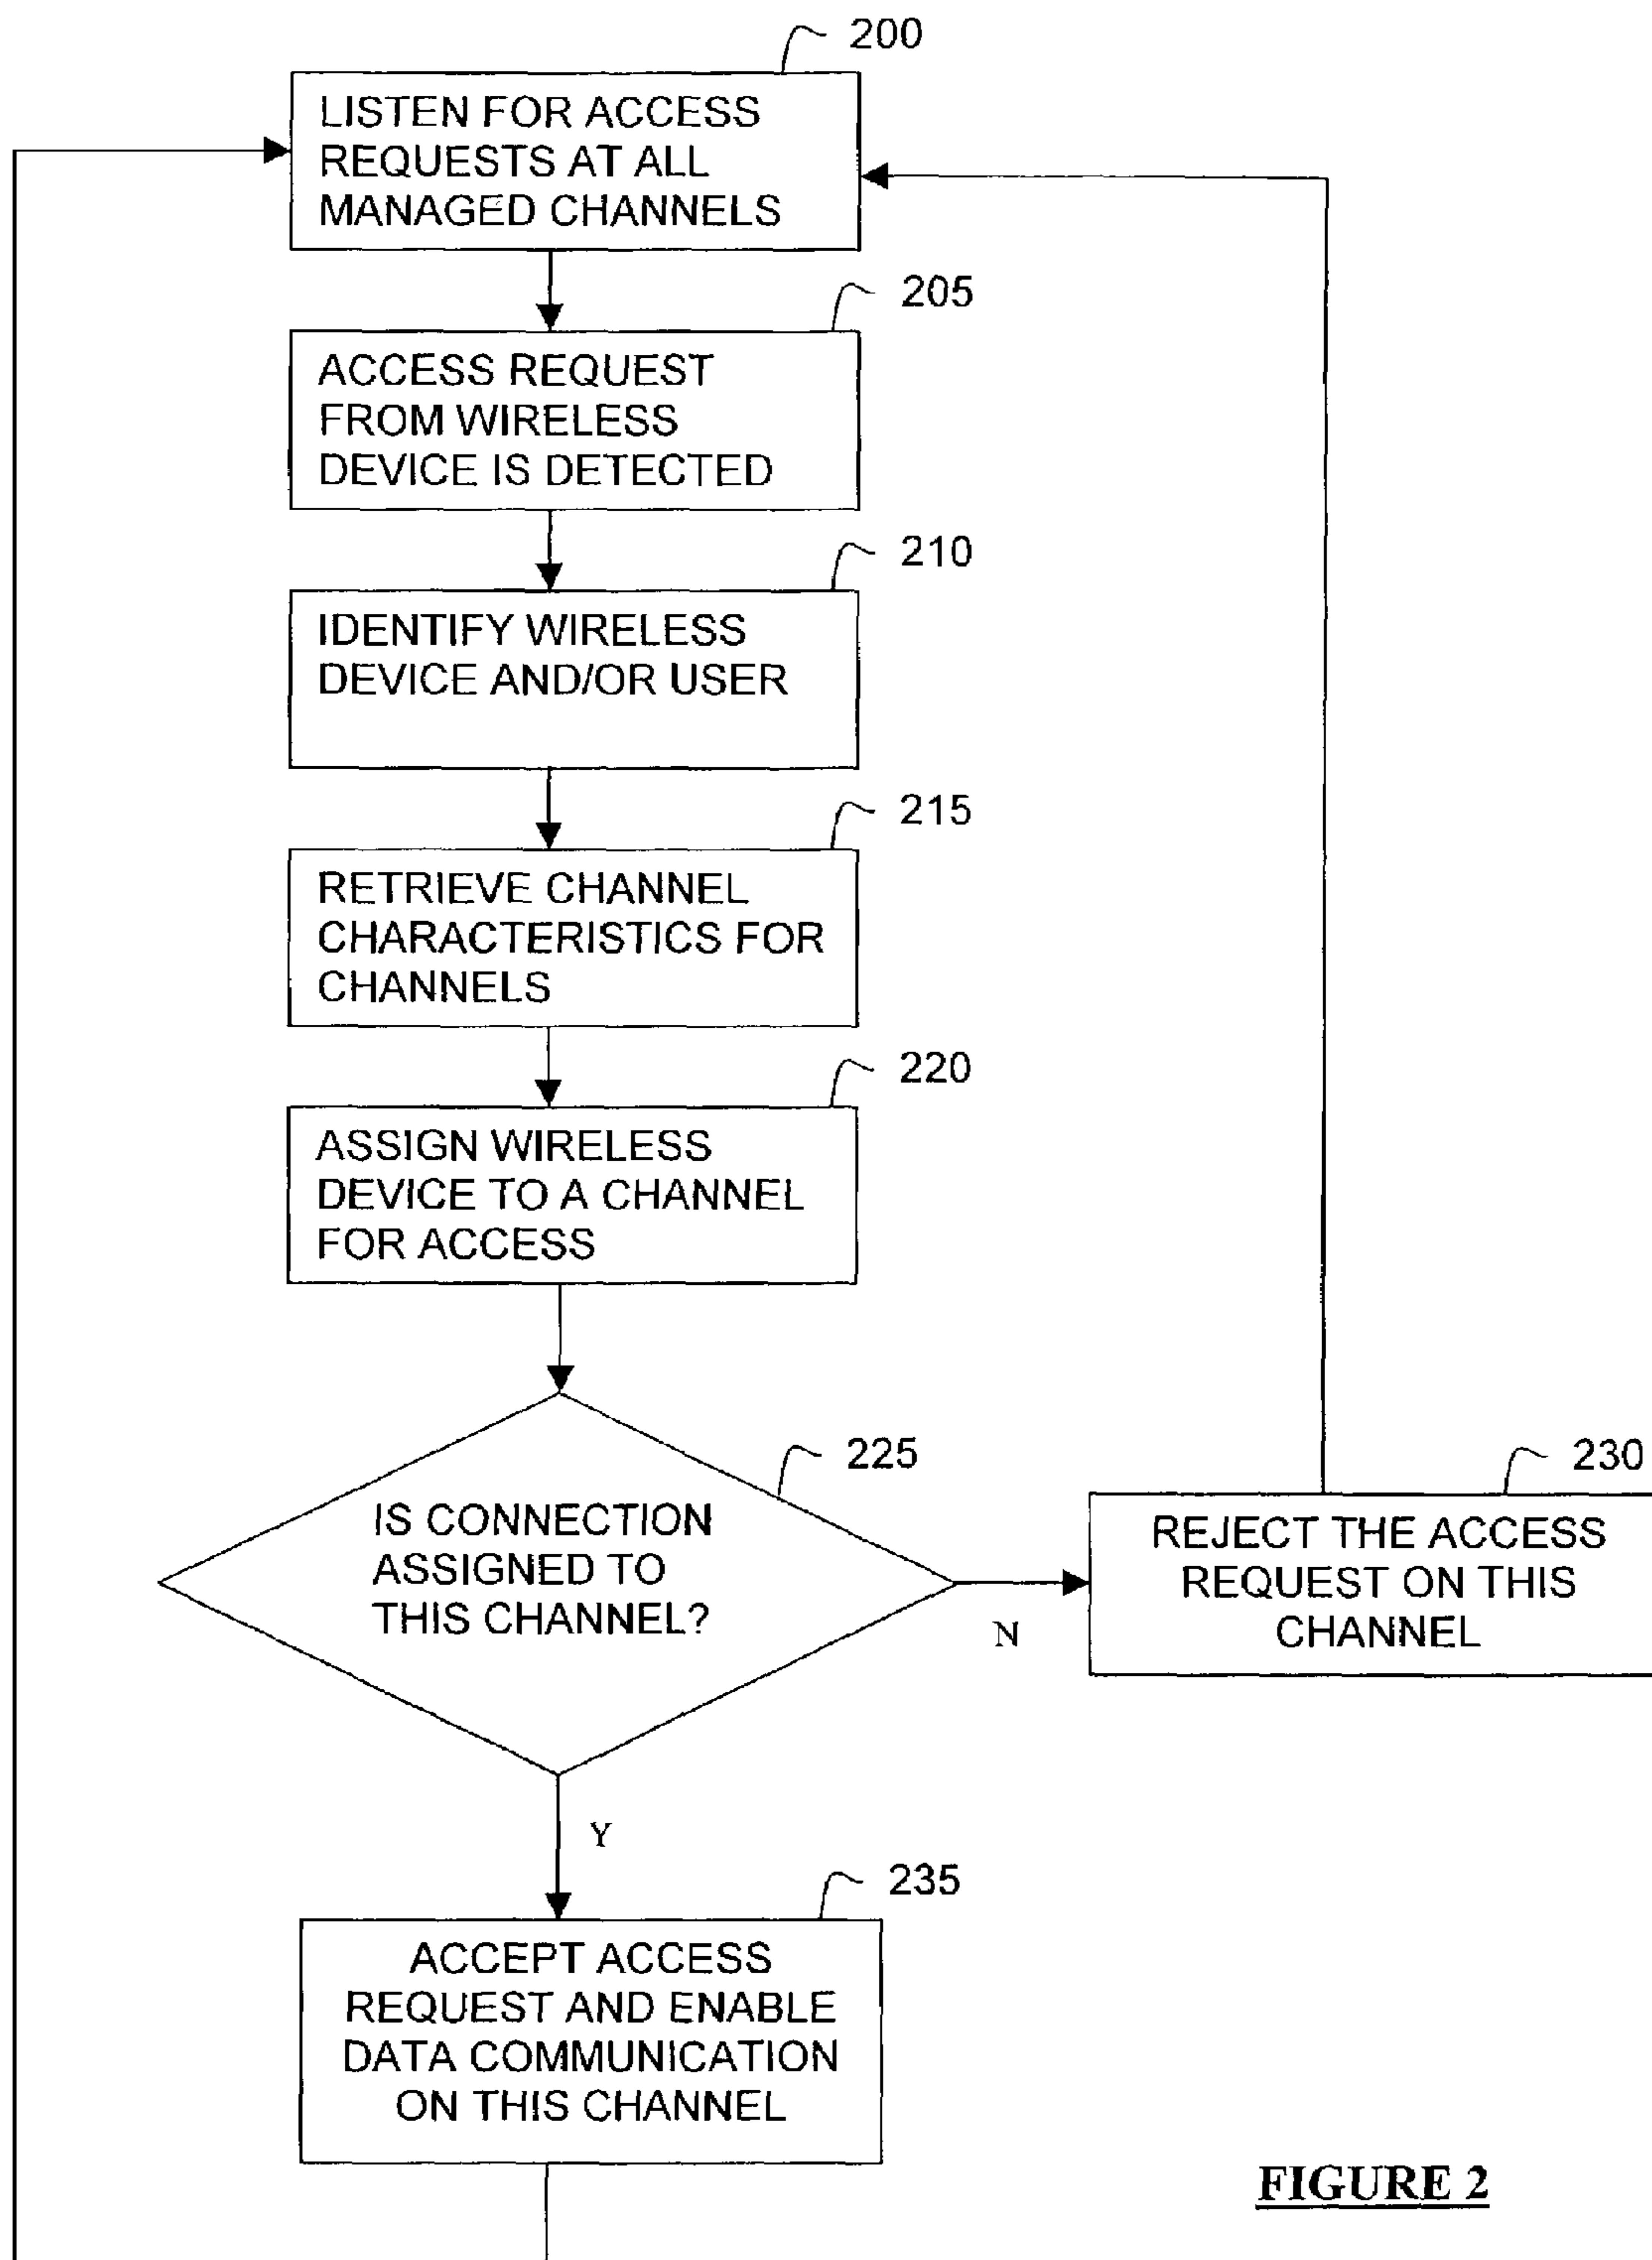 200
LISTEN FOR ACCESS
REQUESTS AT ALL
MANAGED CHANNELS
205
ACCESS REQUEST
FROM WIRELESS
DEVICE IS DETECTED
210
IDENTIFY WIRELESS
DEVICE AND/OR USER
215
RETRIEVE CHANNEL
CHARACTERISTICS FOR
CHANNELS
220
ASSIGN WIRELESS
DEVICE TO A CHANNEL
FOR ACCESS
225
IS CONNECTION
ASSIGNED TO
THIS CHANNEL?
N
230
REJECT THE ACCESS
REQUEST ON THIS
CHANNEL
Y
235
ACCEPT ACCESS
REQUEST AND ENABLE
DATA COMMUNICATION
ON THIS CHANNEL
FIGURE 2